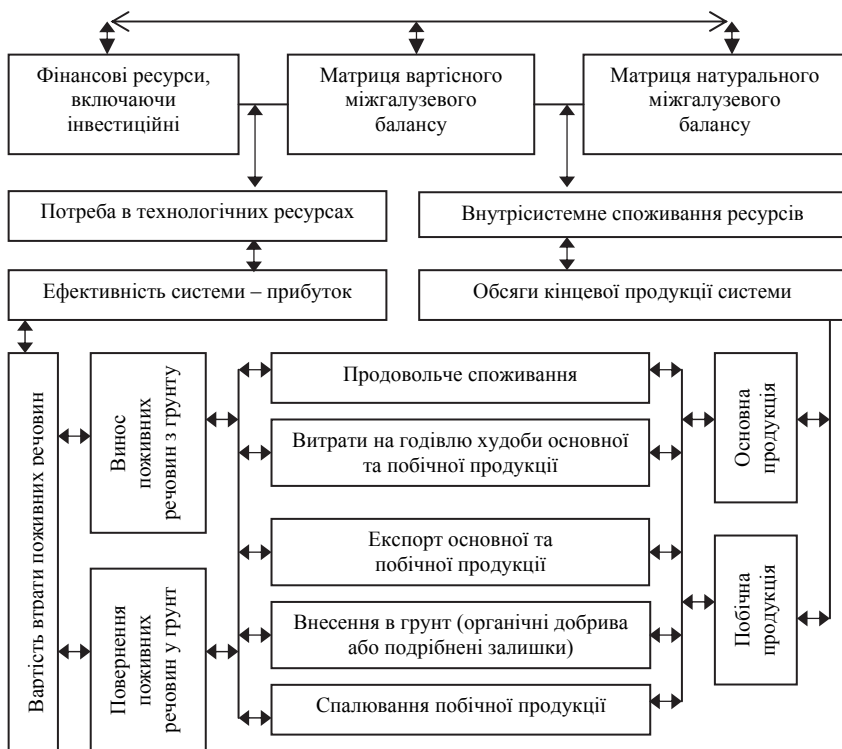 Фінансові ресурси,
включаючи
інвестиційні
Матриця вартісного
міжгалузевого
балансу
Матриця натурального
міжгалузевого
балансу
Потреба в технологічних ресурсах
Внутрісистемне споживання ресурсів
Ефективність системи – прибуток
Обсяги кінцевої продукції системи
Вартість втрати поживних речовин
Винос
поживних
речовин з грунту
Повернення
поживних
речовин у грунт
Продовольче споживання
Витрати на годівлю худоби основної
та побічної продукції
Експорт основної та
побічної продукції
Внесення в грунт (органічні добрива
або подрібнені залишки)
Спалювання побічної продукції
Основна
продукція
Побічна
продукція